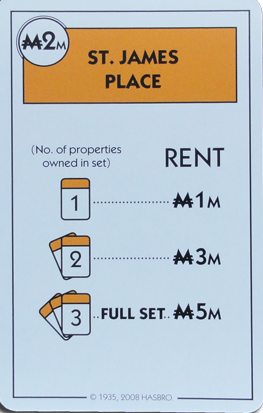 ₩2M
ST. JAMES
PLACE
(No. of properties
owned in set) RENT
1 ₩1M
2 ₩3M
3 FULL SET ₩5M
© 1935, 2008 HASBRO